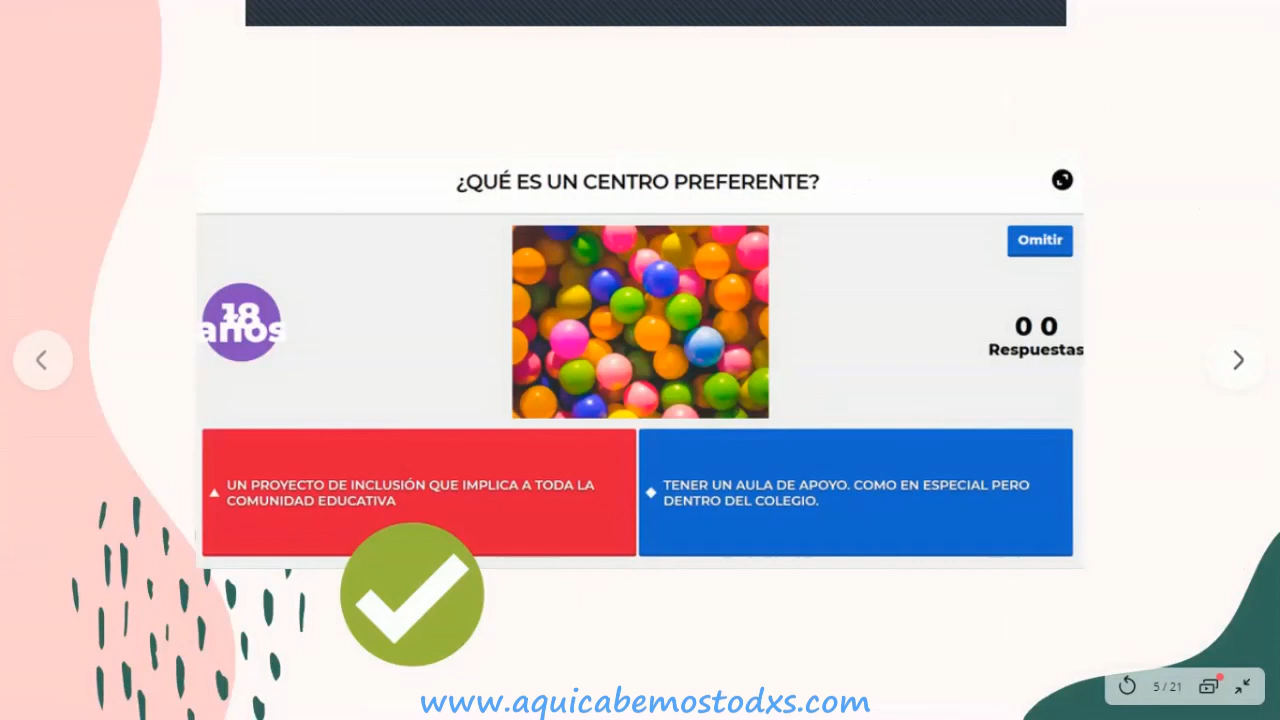 ¿QUÉ ES UN CENTRO PREFERENTE?
Omitir
18
años
0 0
Respuestas
UN PROYECTO DE INCLUSIÓN QUE IMPLICA A TODA LA
COMUNIDAD EDUCATIVA
TENER UN AULA DE APOYO. COMO EN ESPECIAL PERO
DENTRO DEL COLEGIO.
www.aquicabemostodxs.com
5 / 21